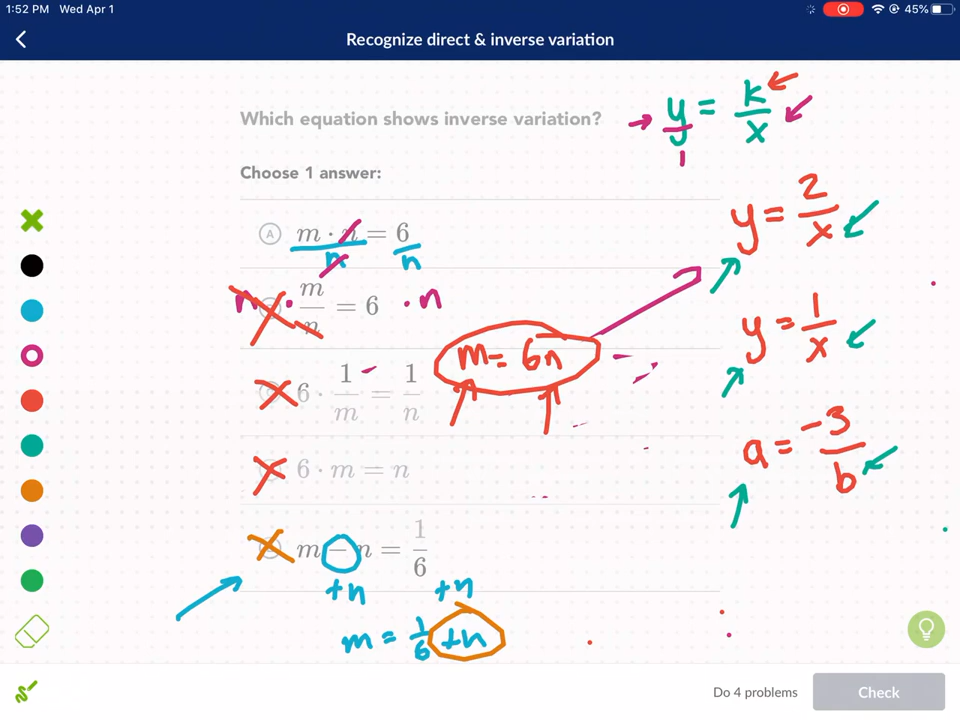 1:52 PM Wed Apr 1
45%
Recognize direct & inverse variation
Which equation shows inverse variation?
y/1 = k/x
Choose 1 answer:
y = 2/x
A m · n = 6
n n
n · m/n = 6 · n
y = 1/x
m = 6n
6 · 1/m = 1/n
a = -3/b
6 · m = n
m − n = 1/6
+n +n
m = 1/6 +n
Do 4 problems
Check